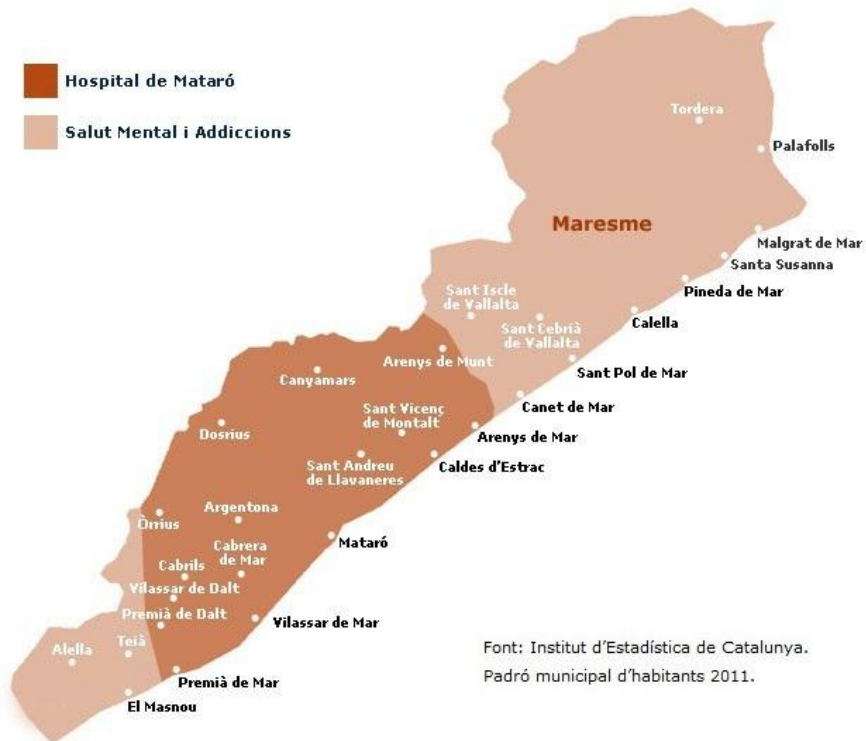 Hospital de Mataró
Salut Mental i Addiccions
Tordera
Palafolls
Maresme
Malgrat de Mar
Santa Susanna
Pineda de Mar
Sant Iscle
de Vallalta
Calella
Sant Cebrià
de Vallalta
Arenys de Munt
Sant Pol de Mar
Canyamars
Canet de Mar
Sant Vicenç
de Montalt
Arenys de Mar
Dosrius
Sant Andreu
de Llavaneres
Caldes d'Estrac
Argentona
Òrrius
Mataró
Cabrera
de Mar
Cabrils
Vilassar de Dalt
Premià de Dalt
Vilassar de Mar
Alella
Teià
Premià de Mar
El Masnou
Font: Institut d'Estadística de Catalunya.
Padró municipal d'habitants 2011.